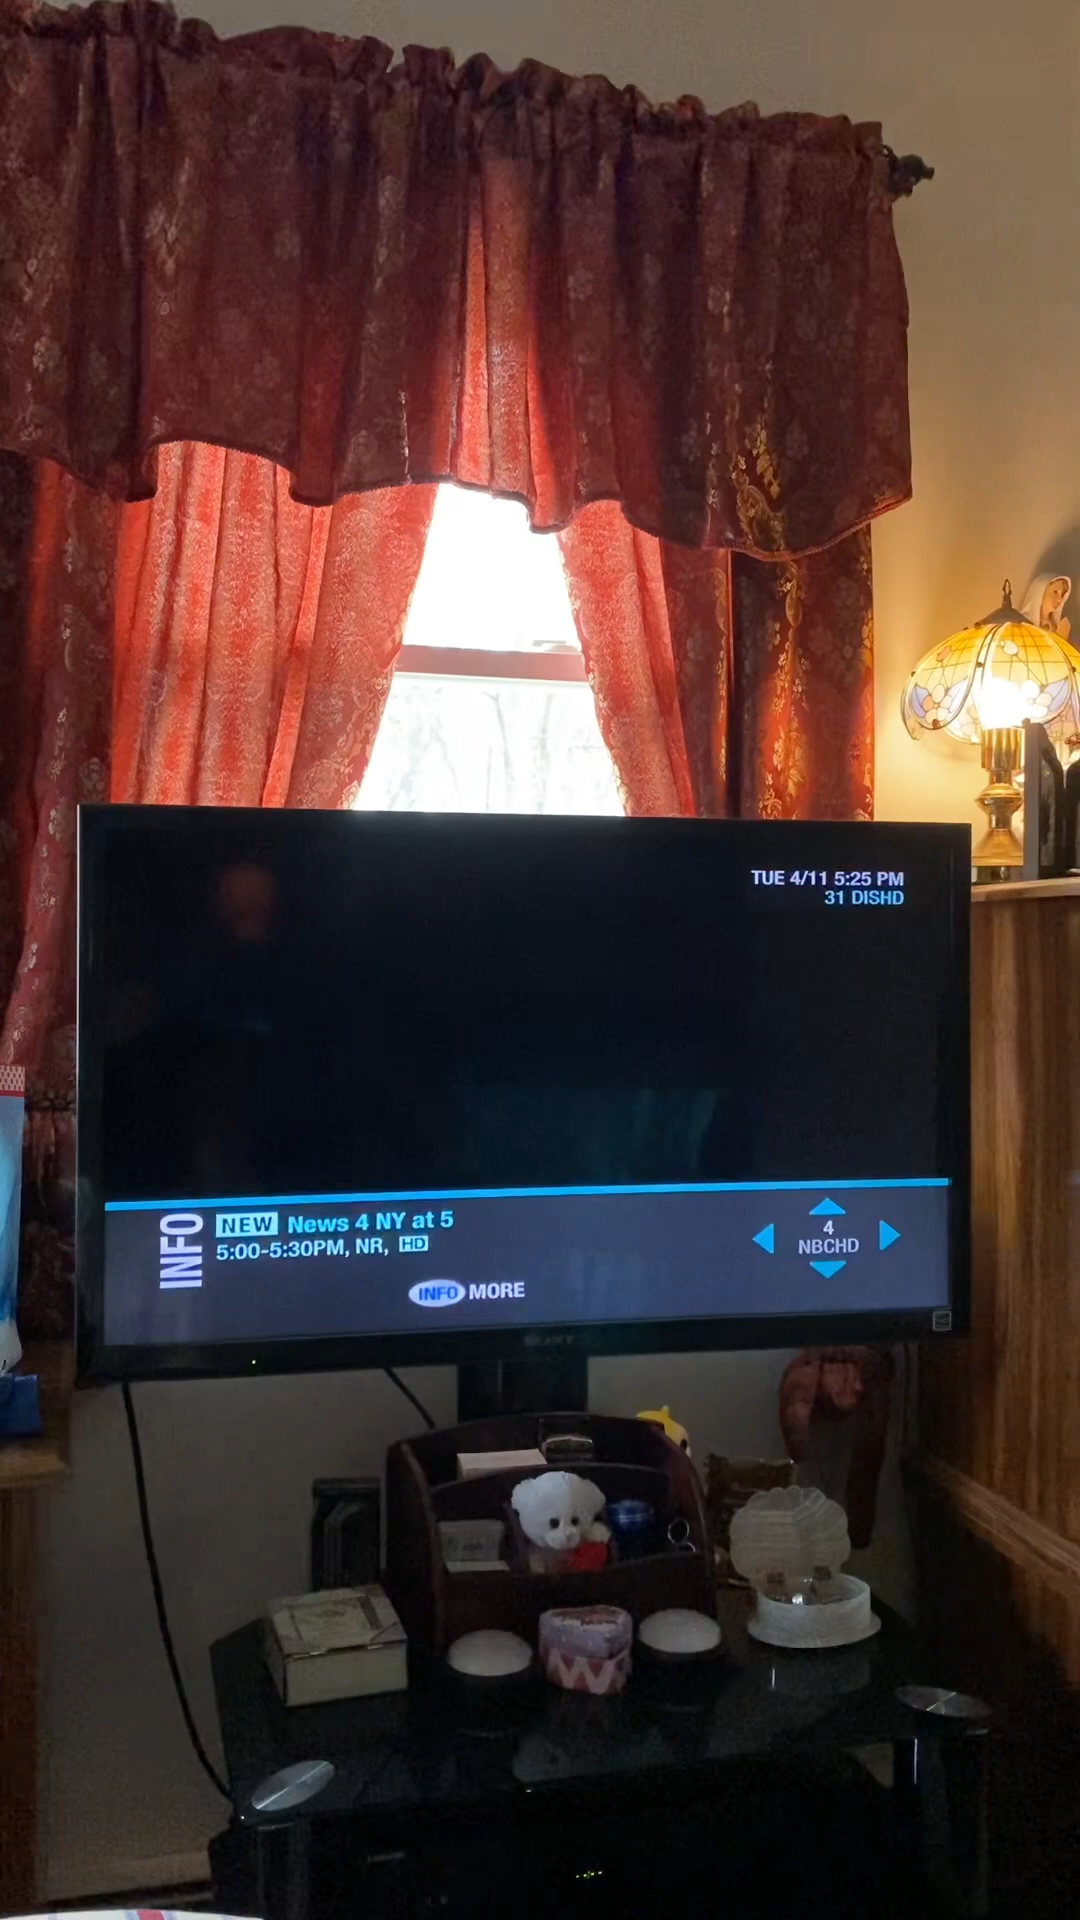 TUE 4/11 5:25 PM
31 DISHD
INFO
NEW News 4 NY at 5
5:00-5:30PM, NR, HD
INFO MORE
4
NBCHD
SONY